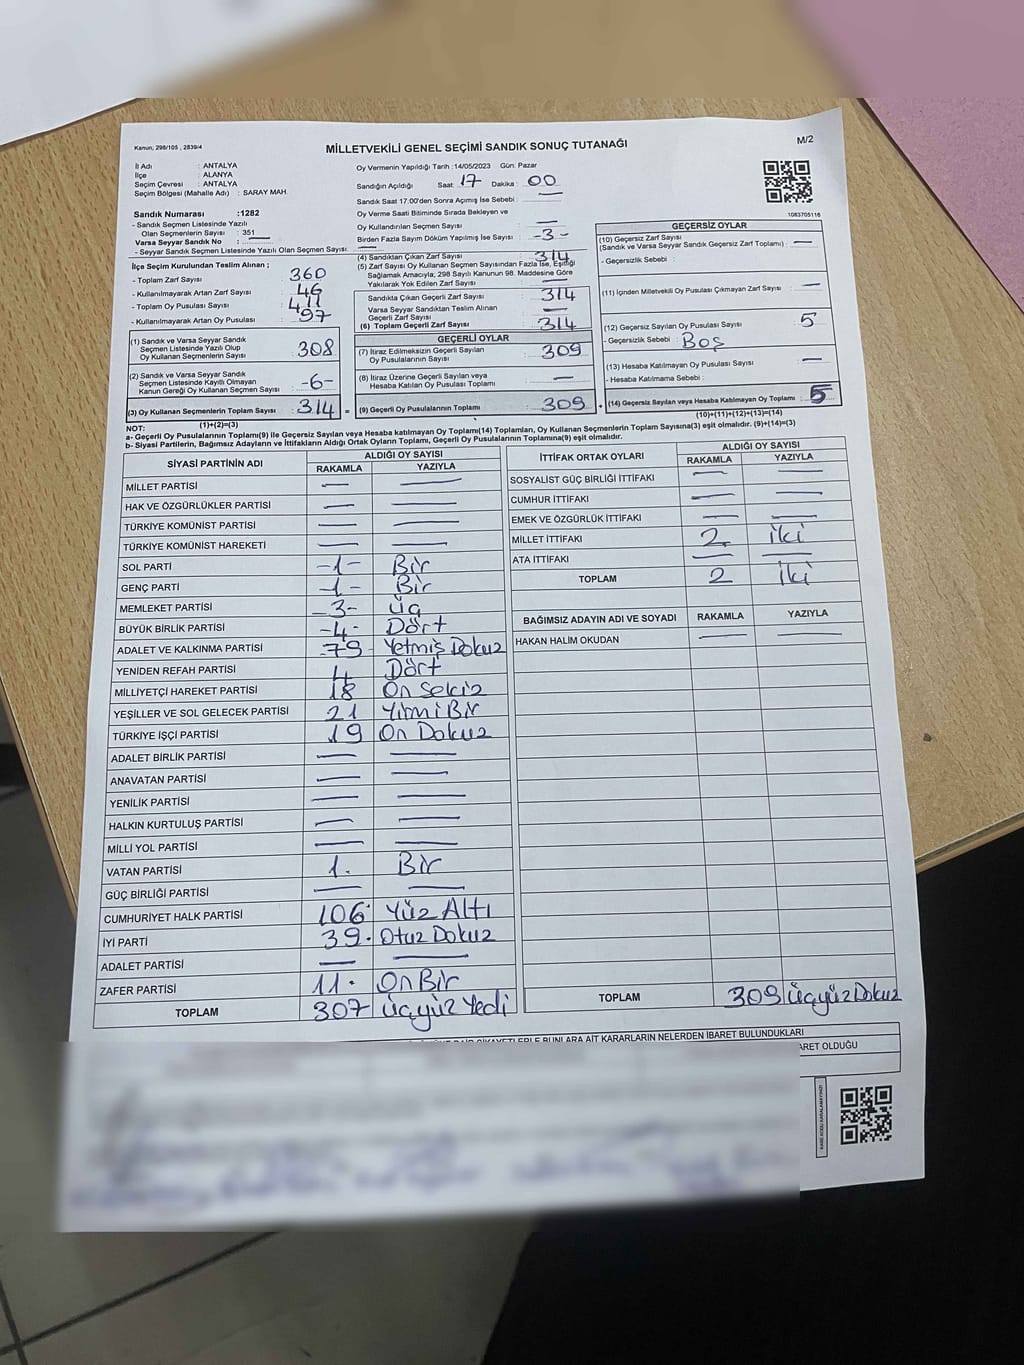 Kanun; 298/105 , 2839/4
MİLLETVEKİLİ GENEL SEÇİMİ SANDIK SONUÇ TUTANAĞI
M/2
İl Adı : ANTALYA
İlçe : ALANYA
Seçim Çevresi : ANTALYA
Seçim Bölgesi (Mahalle Adı) : SARAY MAH.
Sandık Numarası :1282
- Sandık Seçmen Listesinde Yazılı
Olan Seçmenlerin Sayısı : 351
Varsa Seyyar Sandık No : —
- Seyyar Sandık Seçmen Listesinde Yazılı Olan Seçmen Sayısı: —
Oy Vermenin Yapıldığı Tarih :14/05/2023 Gün: Pazar
Sandığın Açıldığı Saat: 17 Dakika : 00
Sandık Saat 17:00'den Sonra Açımış İse Sebebi : —
Oy Verme Saati Bitiminde Sırada Bekleyen ve
Oy Kullandırılan Seçmen Sayısı : —
Birden Fazla Sayım Döküm Yapılmış İse Sayısı : -3-
1083705116
İlçe Seçim Kurulundan Teslim Alınan ;
- Toplam Zarf Sayısı : 360
- Kullanılmayarak Artan Zarf Sayısı : 46
- Toplam Oy Pusulası Sayısı : 411
- Kullanılmayarak Artan Oy Pusulası : 97
(1) Sandık ve Varsa Seyyar Sandık
Seçmen Listesinde Yazılı Olup
Oy Kullanan Seçmenlerin Sayısı : 308
(2) Sandık ve Varsa Seyyar Sandık
Seçmen Listesinde Kayıtlı Olmayan
Kanun Gereği Oy Kullanan Seçmen Sayısı : -6-
(3) Oy Kullanan Seçmenlerin Toplam Sayısı : 314 =
(1)+(2)=(3)
(4) Sandıktan Çıkan Zarf Sayısı : 314
(5) Zarf Sayısı Oy Kullanan Seçmen Sayısından Fazla İse, Eşitliği
Sağlamak Amacıyla; 298 Sayılı Kanunun 98. Maddesine Göre
Yakılarak Yok Edilen Zarf Sayısı : —
Sandıkta Çıkan Geçerli Zarf Sayısı : 314
Varsa Seyyar Sandıktan Teslim Alınan
Geçerli Zarf Sayısı : —
(6) Toplam Geçerli Zarf Sayısı : 314
GEÇERLİ OYLAR
(7) İtiraz Edilmeksizin Geçerli Sayılan
Oy Pusulalarının Sayısı : 309
(8) İtiraz Üzerine Geçerli Sayılan veya
Hesaba Katılan Oy Pusulası Toplamı : —
(9) Geçerli Oy Pusulalarının Toplamı : 309 +
GEÇERSİZ OYLAR
(10) Geçersiz Zarf Sayısı
(Sandık ve Varsa Seyyar Sandık Geçersiz Zarf Toplamı) : —
- Geçersizlik Sebebi :
(11) İçinden Milletvekili Oy Pusulası Çıkmayan Zarf Sayısı : —
(12) Geçersiz Sayılan Oy Pusulası Sayısı : 5
- Geçersizlik Sebebi : Boş
(13) Hesaba Katılmayan Oy Pusulası Sayısı : —
- Hesaba Katılmama Sebebi :
(14) Geçersiz Sayılan veya Hesaba Katılmayan Oy Toplamı : 5
(10)+(11)+(12)+(13)=(14)
NOT:
a- Geçerli Oy Pusulalarının Toplamı(9) ile Geçersiz Sayılan veya Hesaba katılmayan Oy Toplamı(14) Toplamları, Oy Kullanan Seçmenlerin Toplam Sayısına(3) eşit olmalıdır. (9)+(14)=(3)
b- Siyasi Partilerin, Bağımsız Adayların ve İttifakların Aldığı Ortak Oyların Toplamı, Geçerli Oy Pusulalarının Toplamına(9) eşit olmalıdır.
SİYASİ PARTİNİN ADI ALDIĞI OY SAYISI
RAKAMLA YAZIYLA
MİLLET PARTİSİ — —
HAK VE ÖZGÜRLÜKLER PARTİSİ — —
TÜRKİYE KOMÜNİST PARTİSİ — —
TÜRKİYE KOMÜNİST HAREKETİ — —
SOL PARTİ -1- Bir
GENÇ PARTİ -1- Bir
MEMLEKET PARTİSİ -3- Üç
BÜYÜK BİRLİK PARTİSİ -4- Dört
ADALET VE KALKINMA PARTİSİ -79- Yetmiş Dokuz
YENİDEN REFAH PARTİSİ 4 Dört
MİLLİYETÇİ HAREKET PARTİSİ 18 On Sekiz
YEŞİLLER VE SOL GELECEK PARTİSİ 21 Yirmi Bir
TÜRKİYE İŞÇİ PARTİSİ 19 On Dokuz
ADALET BİRLİK PARTİSİ — —
ANAVATAN PARTİSİ — —
YENİLİK PARTİSİ — —
HALKIN KURTULUŞ PARTİSİ — —
MİLLİ YOL PARTİSİ — —
VATAN PARTİSİ 1. Bir
GÜÇ BİRLİĞİ PARTİSİ — —
CUMHURİYET HALK PARTİSİ 106. Yüz Altı
İYİ PARTİ 39. Otuz Dokuz
ADALET PARTİSİ — —
ZAFER PARTİSİ 11. On Bir
TOPLAM 307 Üçyüz Yedi
İTTİFAK ORTAK OYLARI ALDIĞI OY SAYISI
RAKAMLA YAZIYLA
SOSYALİST GÜÇ BİRLİĞİ İTTİFAKI — —
CUMHUR İTTİFAKI — —
EMEK VE ÖZGÜRLÜK İTTİFAKI — —
MİLLET İTTİFAKI 2 iki
ATA İTTİFAKI — —
TOPLAM 2 iki
BAĞIMSIZ ADAYIN ADI VE SOYADI RAKAMLA YAZIYLA
HAKAN HALİM OKUDAN — —
TOPLAM 309 Üçyüz Dokuz
BUNLARA AİT KARARLARIN NELERDEN İBARET BULUNDUKLARI
OLDUĞU